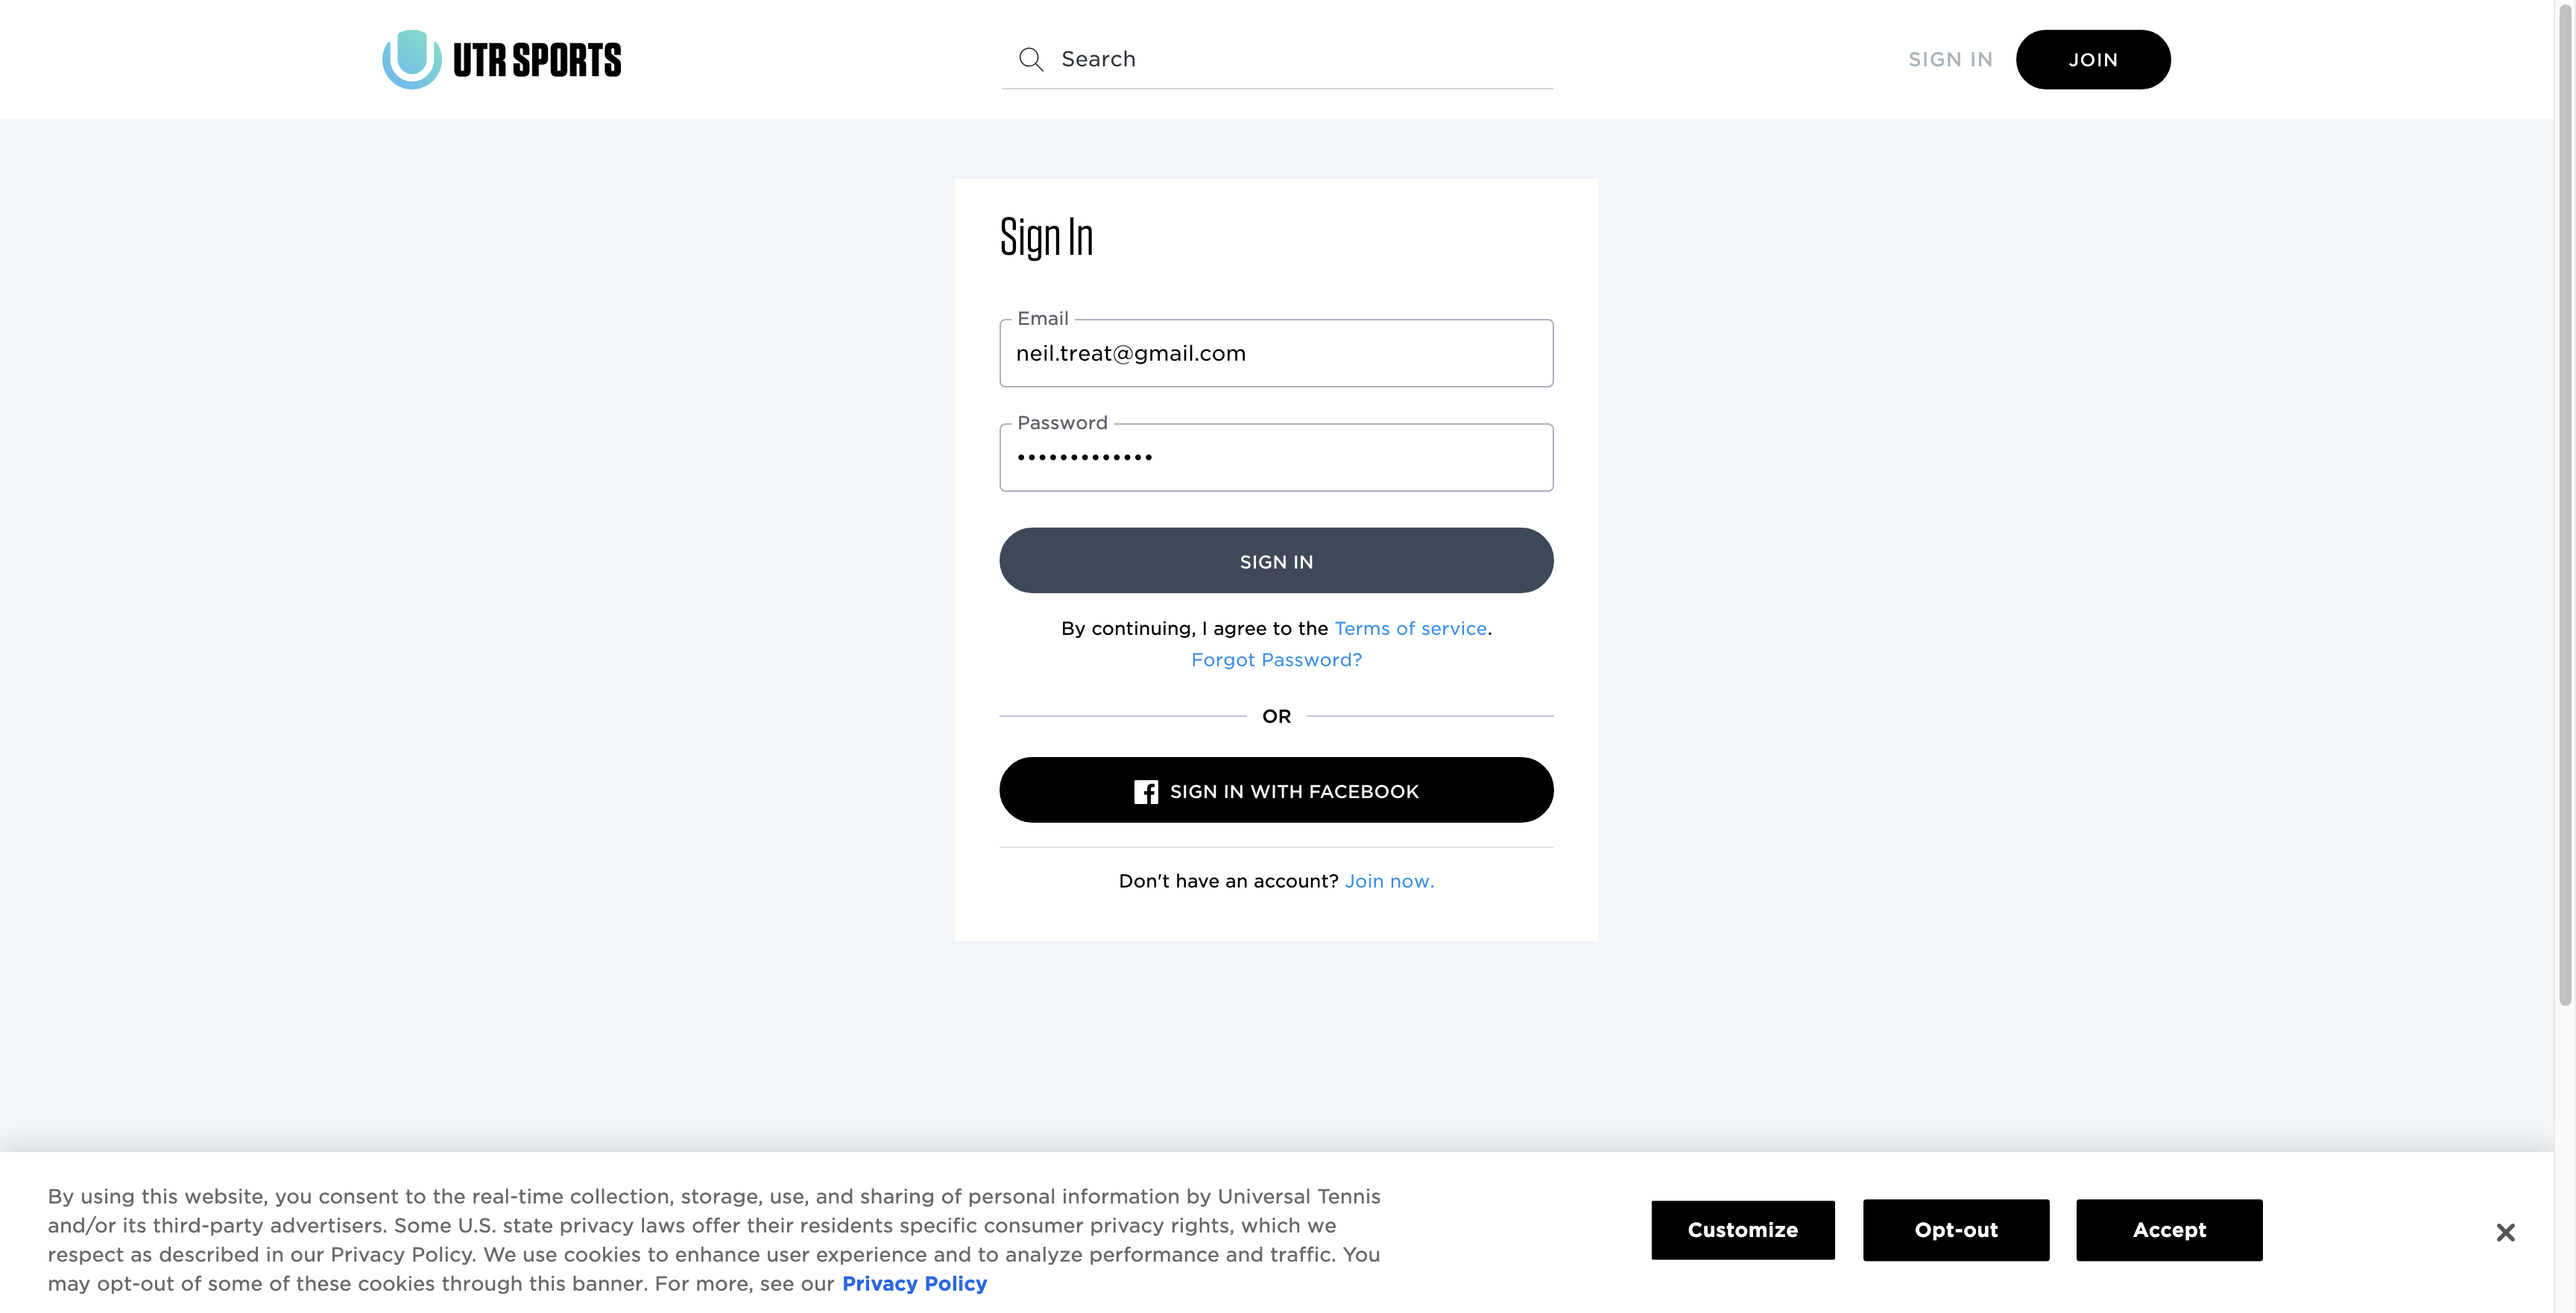 UTR SPORTS
Search
SIGN IN
JOIN
Sign In
Email
neil.treat@gmail.com
Password
•••••••••••••
SIGN IN
By continuing, I agree to the Terms of service.
Forgot Password?
OR
SIGN IN WITH FACEBOOK
Don't have an account? Join now.
By using this website, you consent to the real-time collection, storage, use, and sharing of personal information by Universal Tennis
and/or its third-party advertisers. Some U.S. state privacy laws offer their residents specific consumer privacy rights, which we
respect as described in our Privacy Policy. We use cookies to enhance user experience and to analyze performance and traffic. You
may opt-out of some of these cookies through this banner. For more, see our Privacy Policy
Customize
Opt-out
Accept